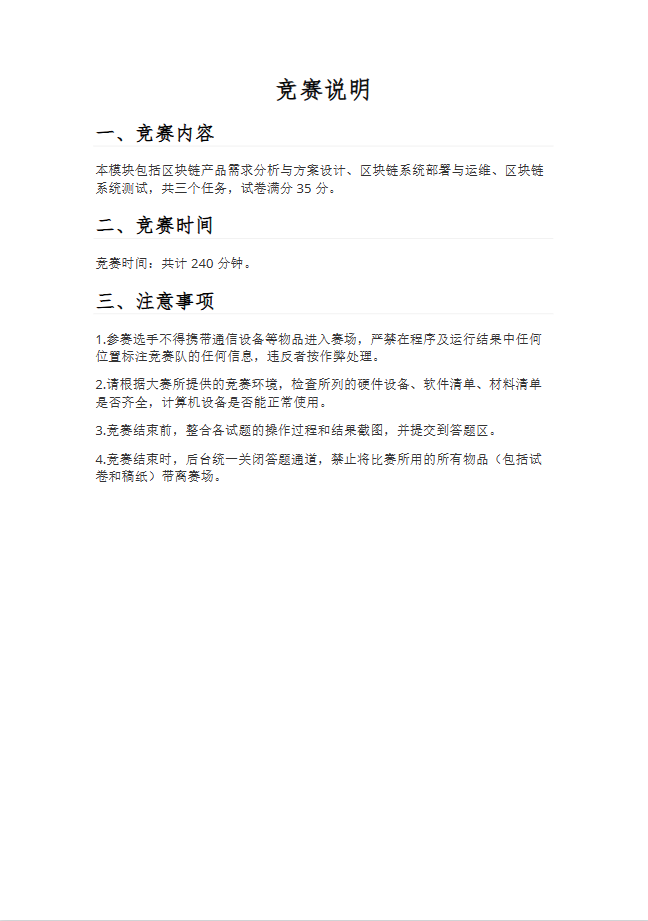 竞赛说明
一、竞赛内容
本模块包括区块链产品需求分析与方案设计、区块链系统部署与运维、区块链
系统测试，共三个任务，试卷满分 35 分。
二、竞赛时间
竞赛时间：共计 240 分钟。
三、注意事项
1.参赛选手不得携带通信设备等物品进入赛场，严禁在程序及运行结果中任何
位置标注竞赛队的任何信息，违反者按作弊处理。
2.请根据大赛所提供的竞赛环境，检查所列的硬件设备、软件清单、材料清单
是否齐全，计算机设备是否能正常使用。
3.竞赛结束前，整合各试题的操作过程和结果截图，并提交到答题区。
4.竞赛结束时，后台统一关闭答题通道，禁止将比赛所用的所有物品（包括试
卷和稿纸）带离赛场。